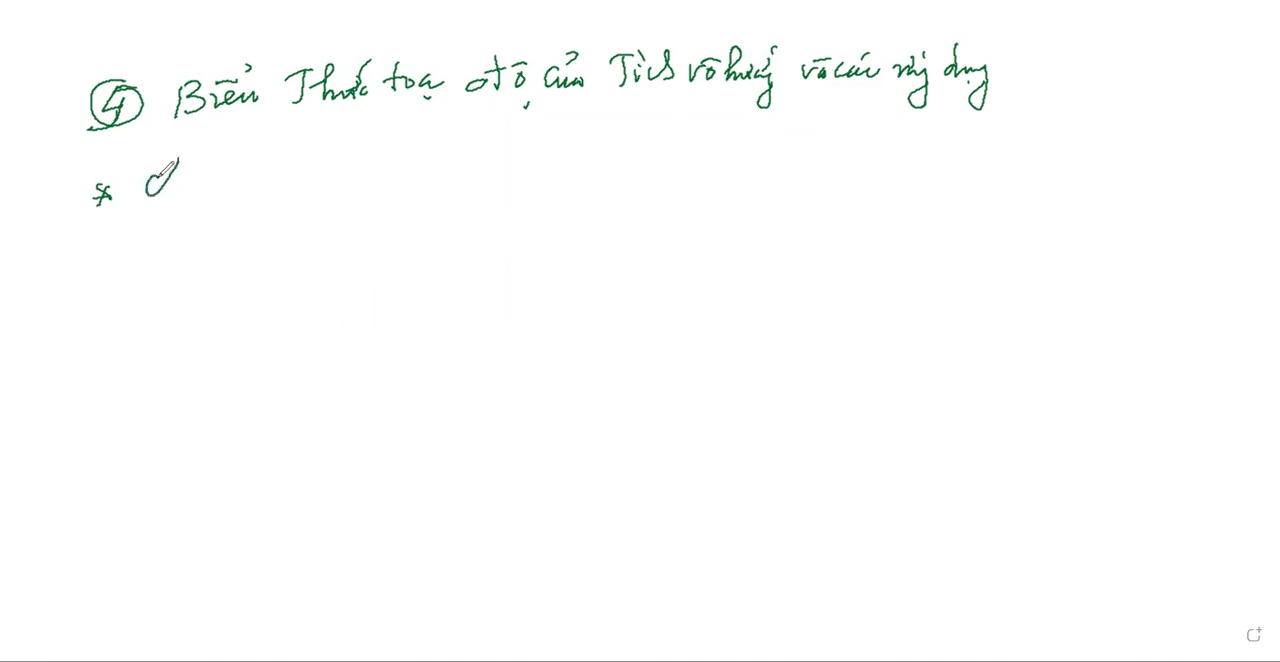 ④ Biểu Thức toạ độ của Tích vô hướng và các ứng dụng
*